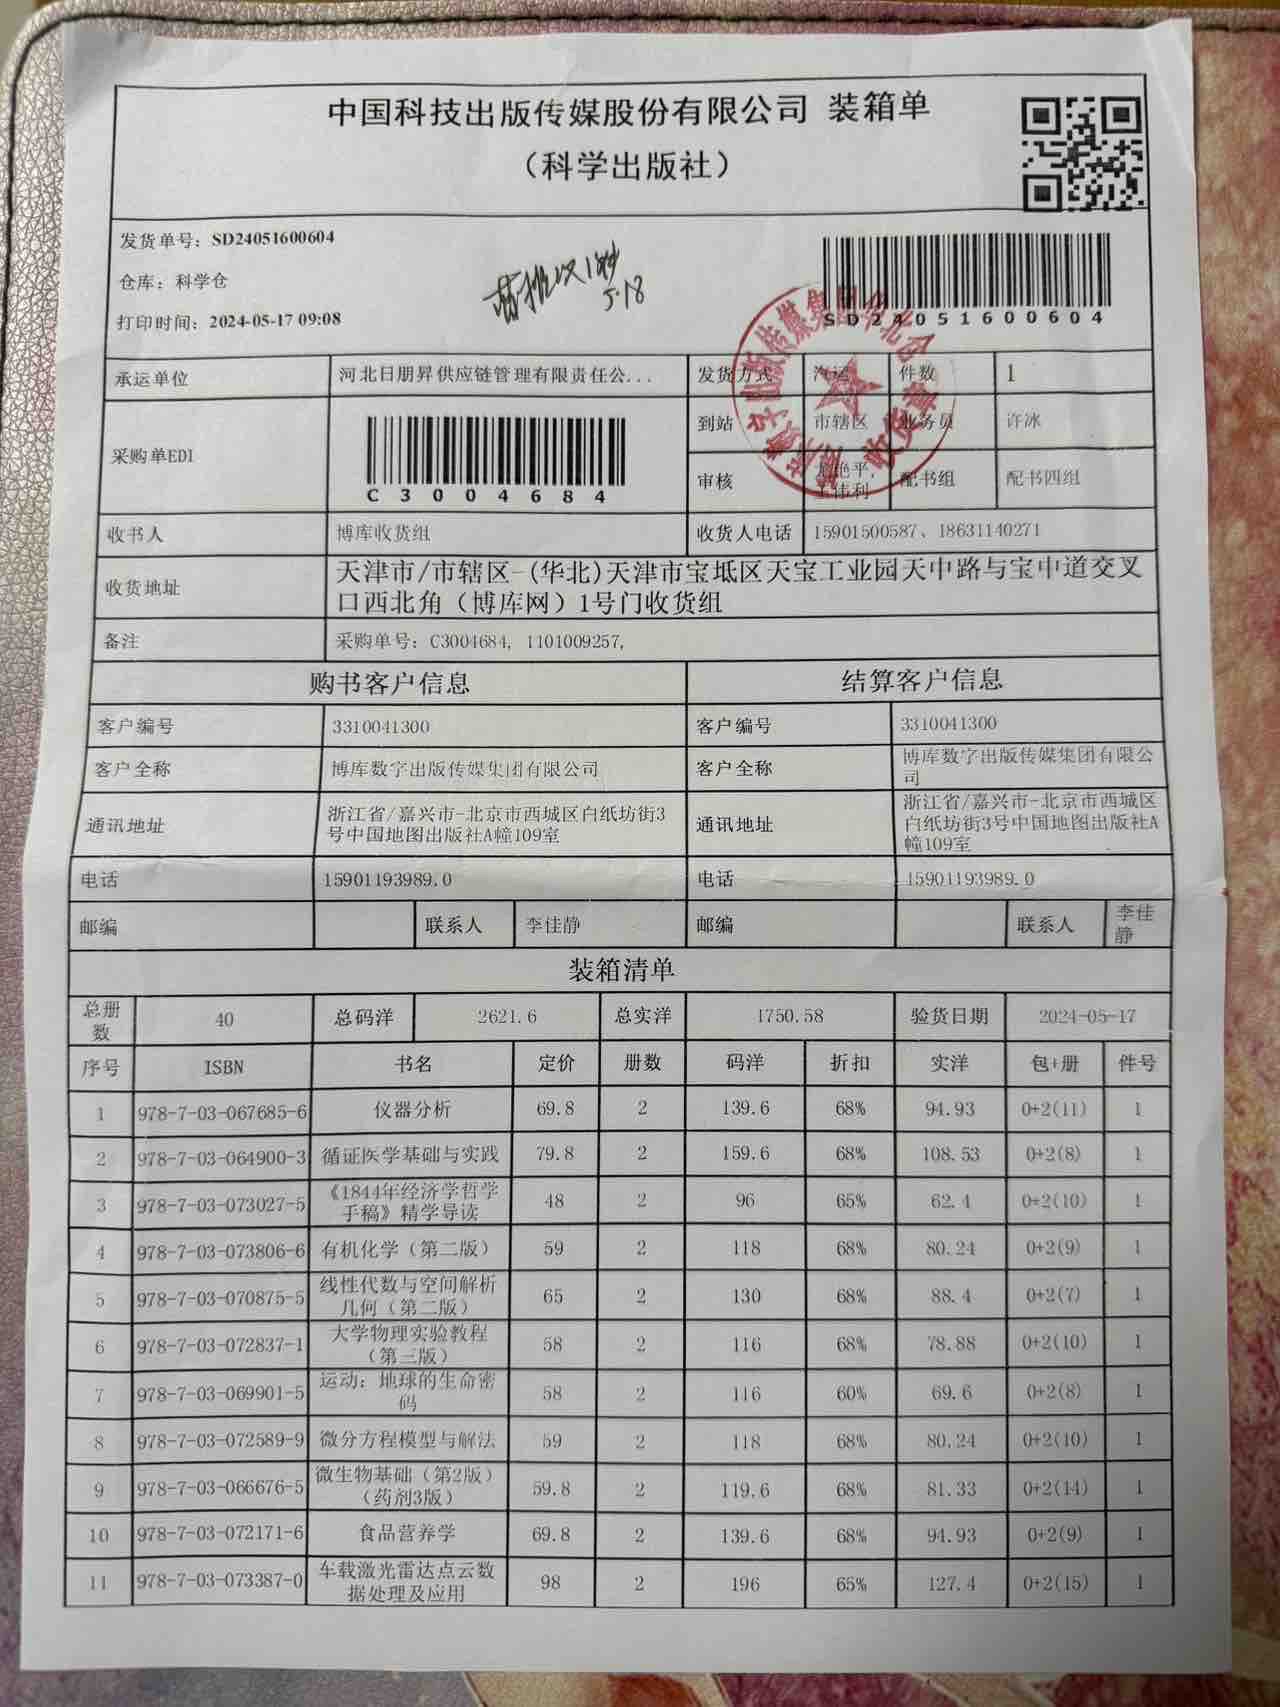 中国科技出版传媒股份有限公司 装箱单
（科学出版社）
发货单号：SD24051600604
仓库：科学仓
5.18
打印时间：2024-05-17 09:08
SD24051600604
承运单位 河北日朋昇供应链管理有限责任公... 发货方式 汽运 件数 1
采购单EDI C3004684 到站 市辖区 业务员 许冰
审核 配书组 配书四组
收货章
收书人 博库收货组 收货人电话 15901500587、18631140271
收货地址 天津市/市辖区-(华北)天津市宝坻区天宝工业园天中路与宝中道交叉
口西北角（博库网）1号门收货组
备注 采购单号：C3004684, 1101009257,
购书客户信息 结算客户信息
客户编号 3310041300 客户编号 3310041300
客户全称 博库数字出版传媒集团有限公司 客户全称 博库数字出版传媒集团有限公
司
通讯地址 浙江省/嘉兴市-北京市西城区白纸坊街3
号中国地图出版社A幢109室 通讯地址 浙江省/嘉兴市-北京市西城区
白纸坊街3号中国地图出版社A
幢109室
电话 15901193989.0 电话 15901193989.0
邮编 联系人 李佳静 邮编 联系人 李佳
静
装箱清单
总册
数 40 总码洋 2621.6 总实洋 1750.58 验货日期 2024-05-17
序号 ISBN 书名 定价 册数 码洋 折扣 实洋 包+册 件号
1 978-7-03-067685-6 仪器分析 69.8 2 139.6 68% 94.93 0+2(11) 1
2 978-7-03-064900-3 循证医学基础与实践 79.8 2 159.6 68% 108.53 0+2(8) 1
3 978-7-03-073027-5 《1844年经济学哲学
手稿》精学导读 48 2 96 65% 62.4 0+2(10) 1
4 978-7-03-073806-6 有机化学（第二版） 59 2 118 68% 80.24 0+2(9) 1
5 978-7-03-070875-5 线性代数与空间解析
几何（第二版） 65 2 130 68% 88.4 0+2(7) 1
6 978-7-03-072837-1 大学物理实验教程
（第三版） 58 2 116 68% 78.88 0+2(10) 1
7 978-7-03-069901-5 运动：地球的生命密
码 58 2 116 60% 69.6 0+2(8) 1
8 978-7-03-072589-9 微分方程模型与解法 59 2 118 68% 80.24 0+2(10) 1
9 978-7-03-066676-5 微生物基础（第2版）
（药剂3版） 59.8 2 119.6 68% 81.33 0+2(14) 1
10 978-7-03-072171-6 食品营养学 69.8 2 139.6 68% 94.93 0+2(9) 1
11 978-7-03-073387-0 车载激光雷达点云数
据处理及应用 98 2 196 65% 127.4 0+2(15) 1